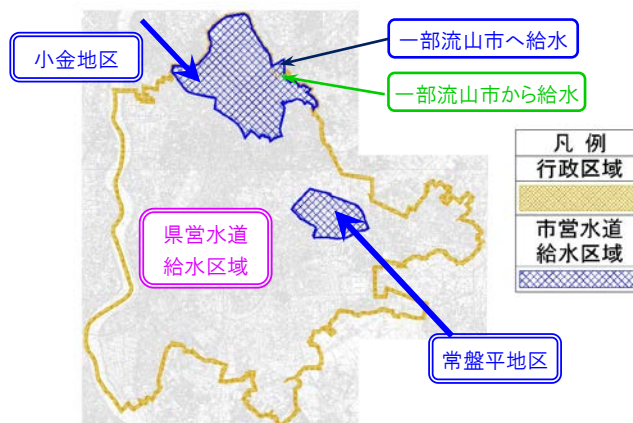 小金地区
一部流山市へ給水
一部流山市から給水
県営水道
給水区域
常盤平地区
凡 例
行政区域
市営水道
給水区域